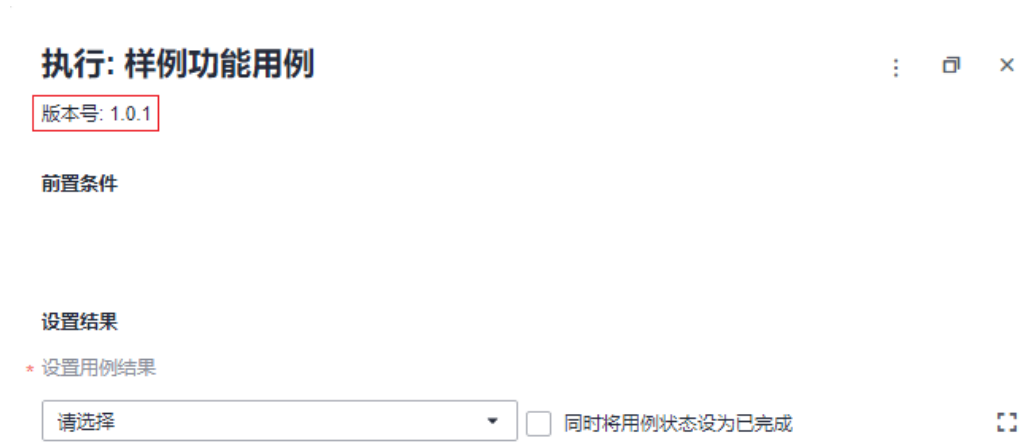 执行: 样例功能用例
版本号: 1.0.1
前置条件
设置结果
* 设置用例结果
请选择
同时将用例状态设为已完成